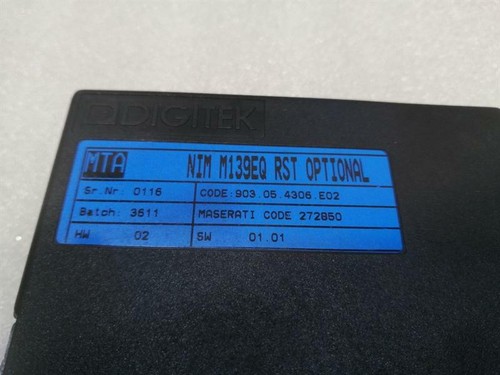 DIGITEK
MTA NIM M139EQ RST OPTIONAL
Sr.Nr: 0116 CODE:903.05.4306.E02
Batch: 3511 MASERATI CODE 272850
HW 02 SW 01.01